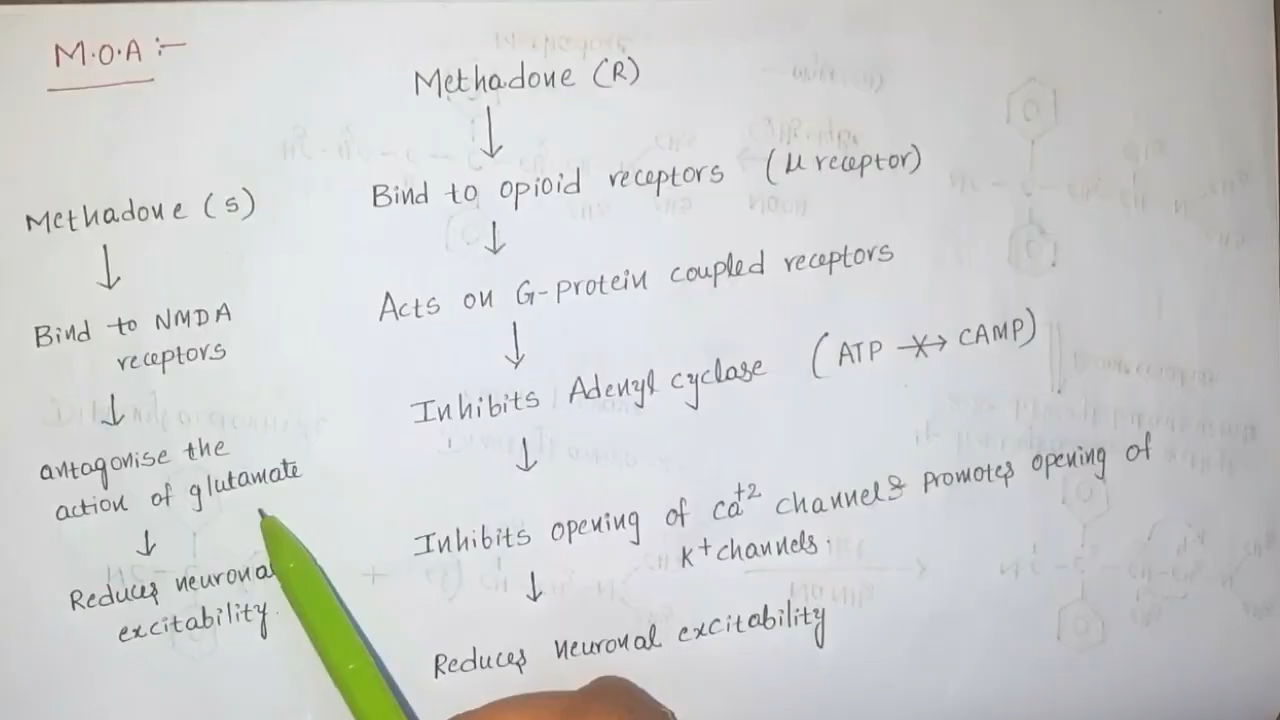 M.O.A :-
Methadone (R)
Bind to opioid receptors (μ receptor)
Acts on G-protein coupled receptors
Inhibits Adenyl cyclase (ATP ↛ CAMP)
Inhibits opening of ca+2 channels & promotes opening of
K+ channels.
Reduces neuronal excitability
Methadone (S)
Bind to NMDA
receptors
antagonise the
action of glutamate
Reduces neuronal
excitability.